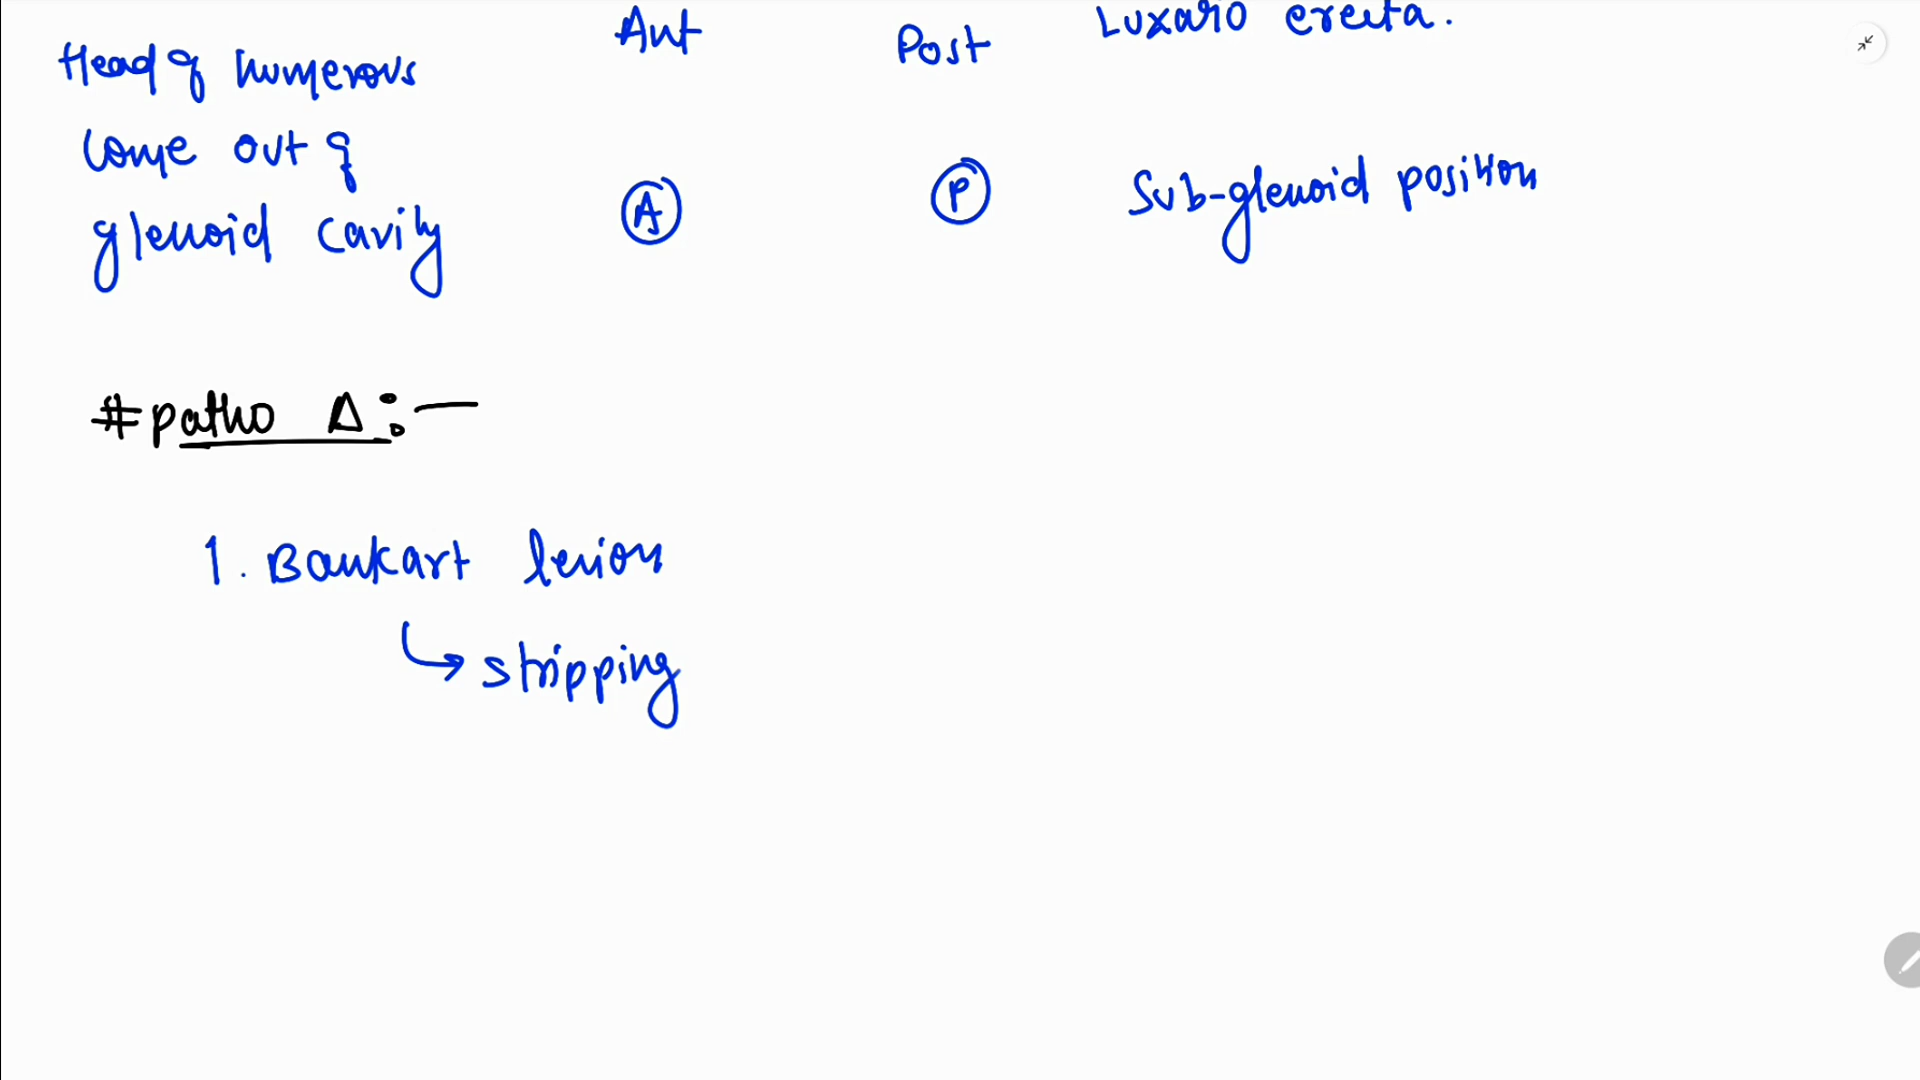 Ant Post Luxatio erecta.
Head of humerous
come out of
glenoid cavity
A P Sub-glenoid position
#patho Δ:—
1. Bankart lesion
↳ stripping